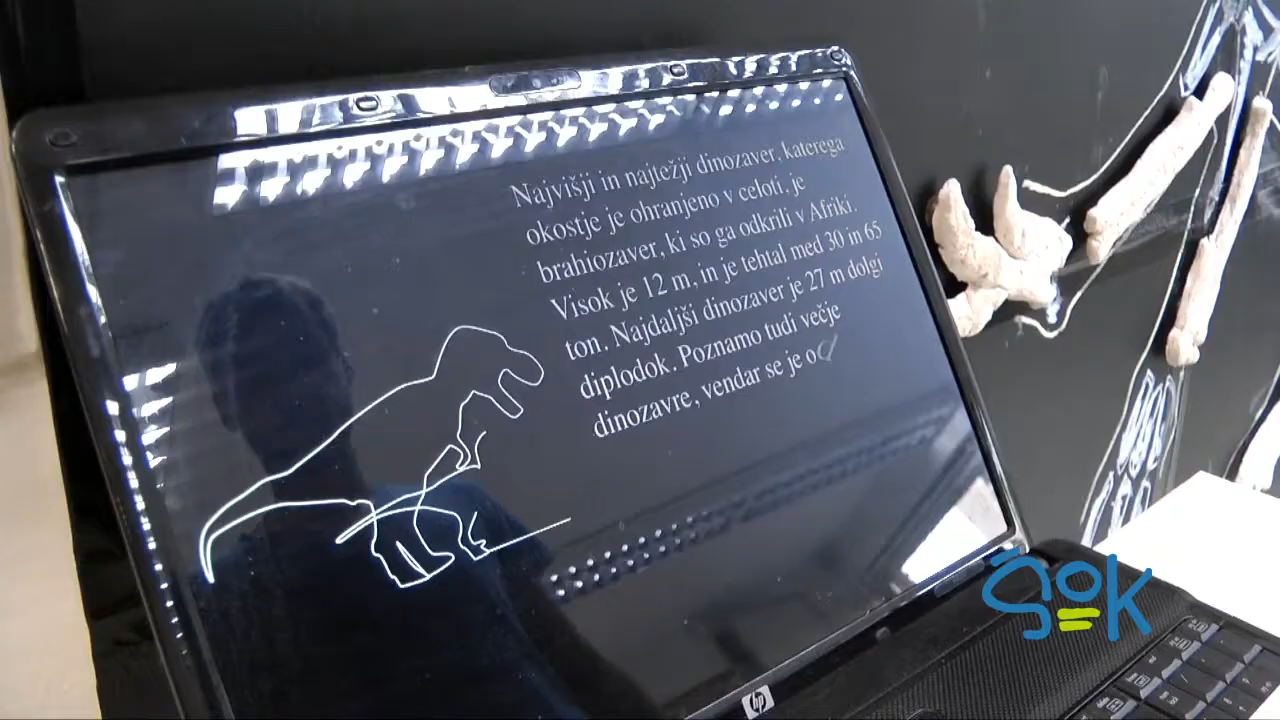 Najvišji in najtežji dinozaver, katerega
okostje je ohranjeno v celoti, je
brahiozaver, ki so ga odkrili v Afriki.
Visok je 12 m, in je tehtal med 30 in 65
ton. Najdaljši dinozaver je 27 m dolgi
diplodok. Poznamo tudi večje
dinozavre, vendar se je o
hp